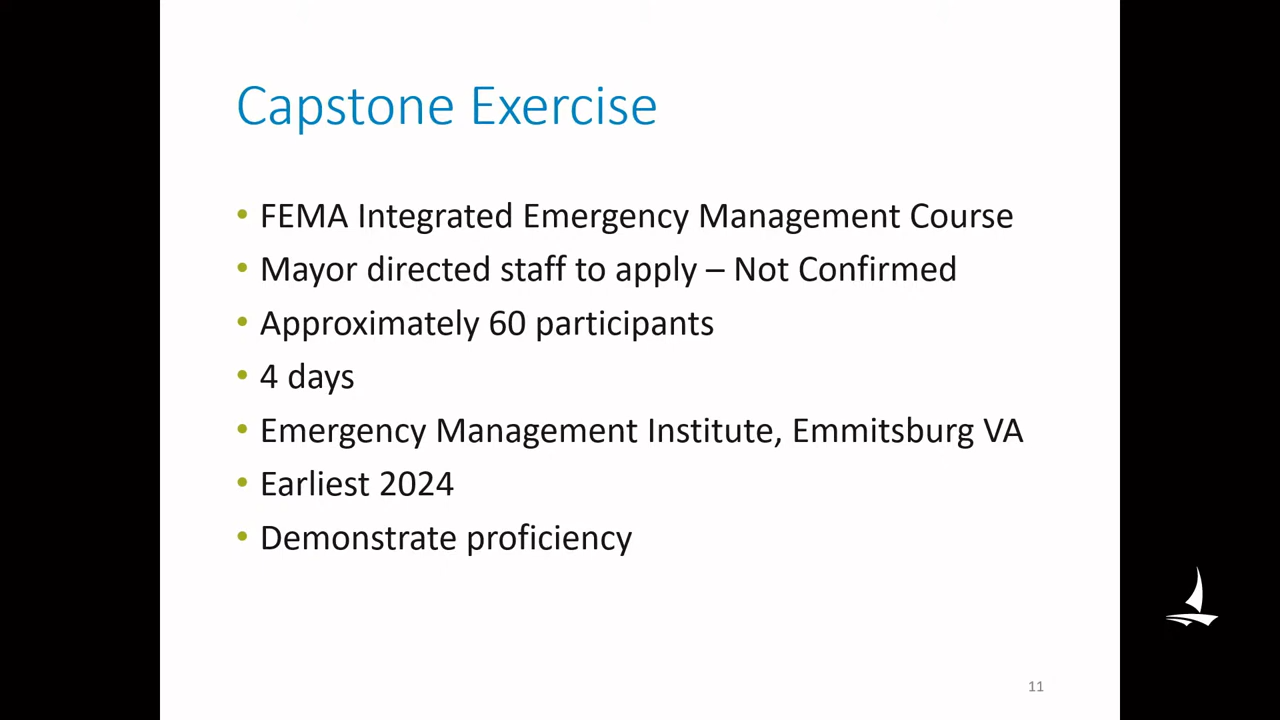 Capstone Exercise
• FEMA Integrated Emergency Management Course
• Mayor directed staff to apply – Not Confirmed
• Approximately 60 participants
• 4 days
• Emergency Management Institute, Emmitsburg VA
• Earliest 2024
• Demonstrate proficiency
11